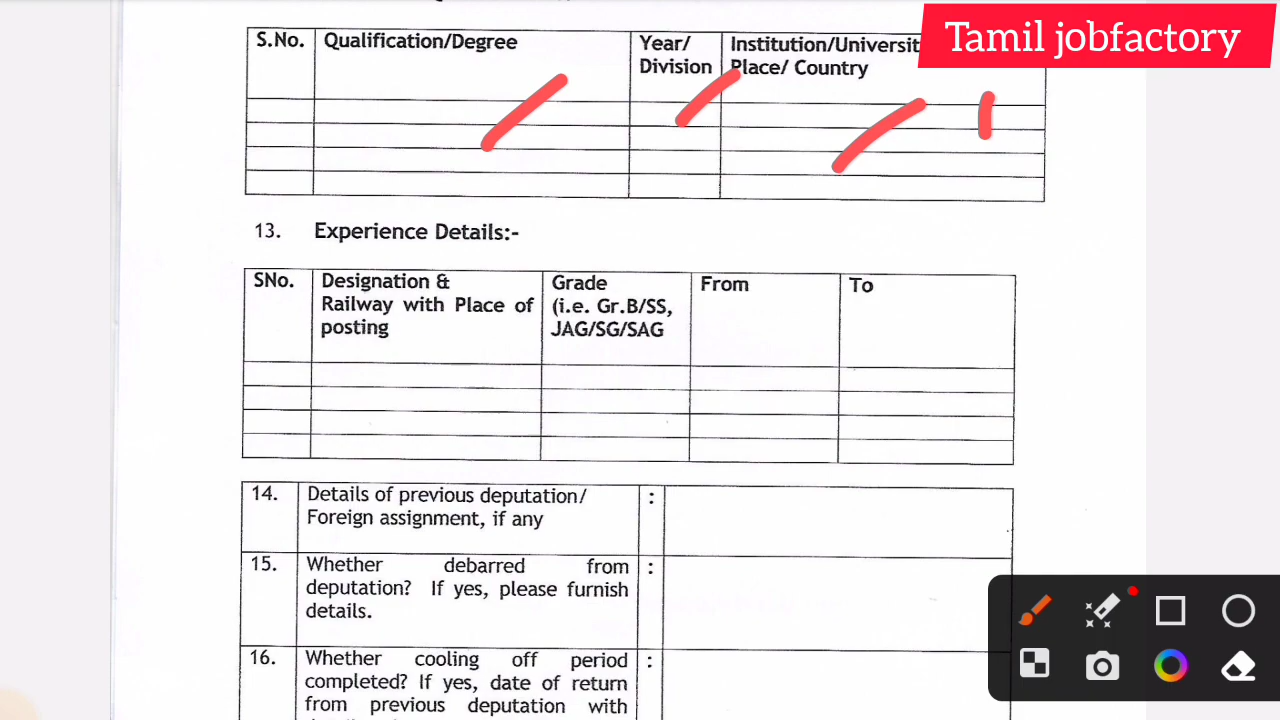 Tamil jobfactory
S.No. Qualification/Degree Year/ Institution/Universit
Division Place/ Country
13. Experience Details:-
SNo. Designation & Grade From To
Railway with Place of (i.e. Gr.B/SS,
posting JAG/SG/SAG
14. Details of previous deputation/ :
Foreign assignment, if any
15. Whether debarred from :
deputation? If yes, please furnish
details.
16. Whether cooling off period :
completed? If yes, date of return
from previous deputation with